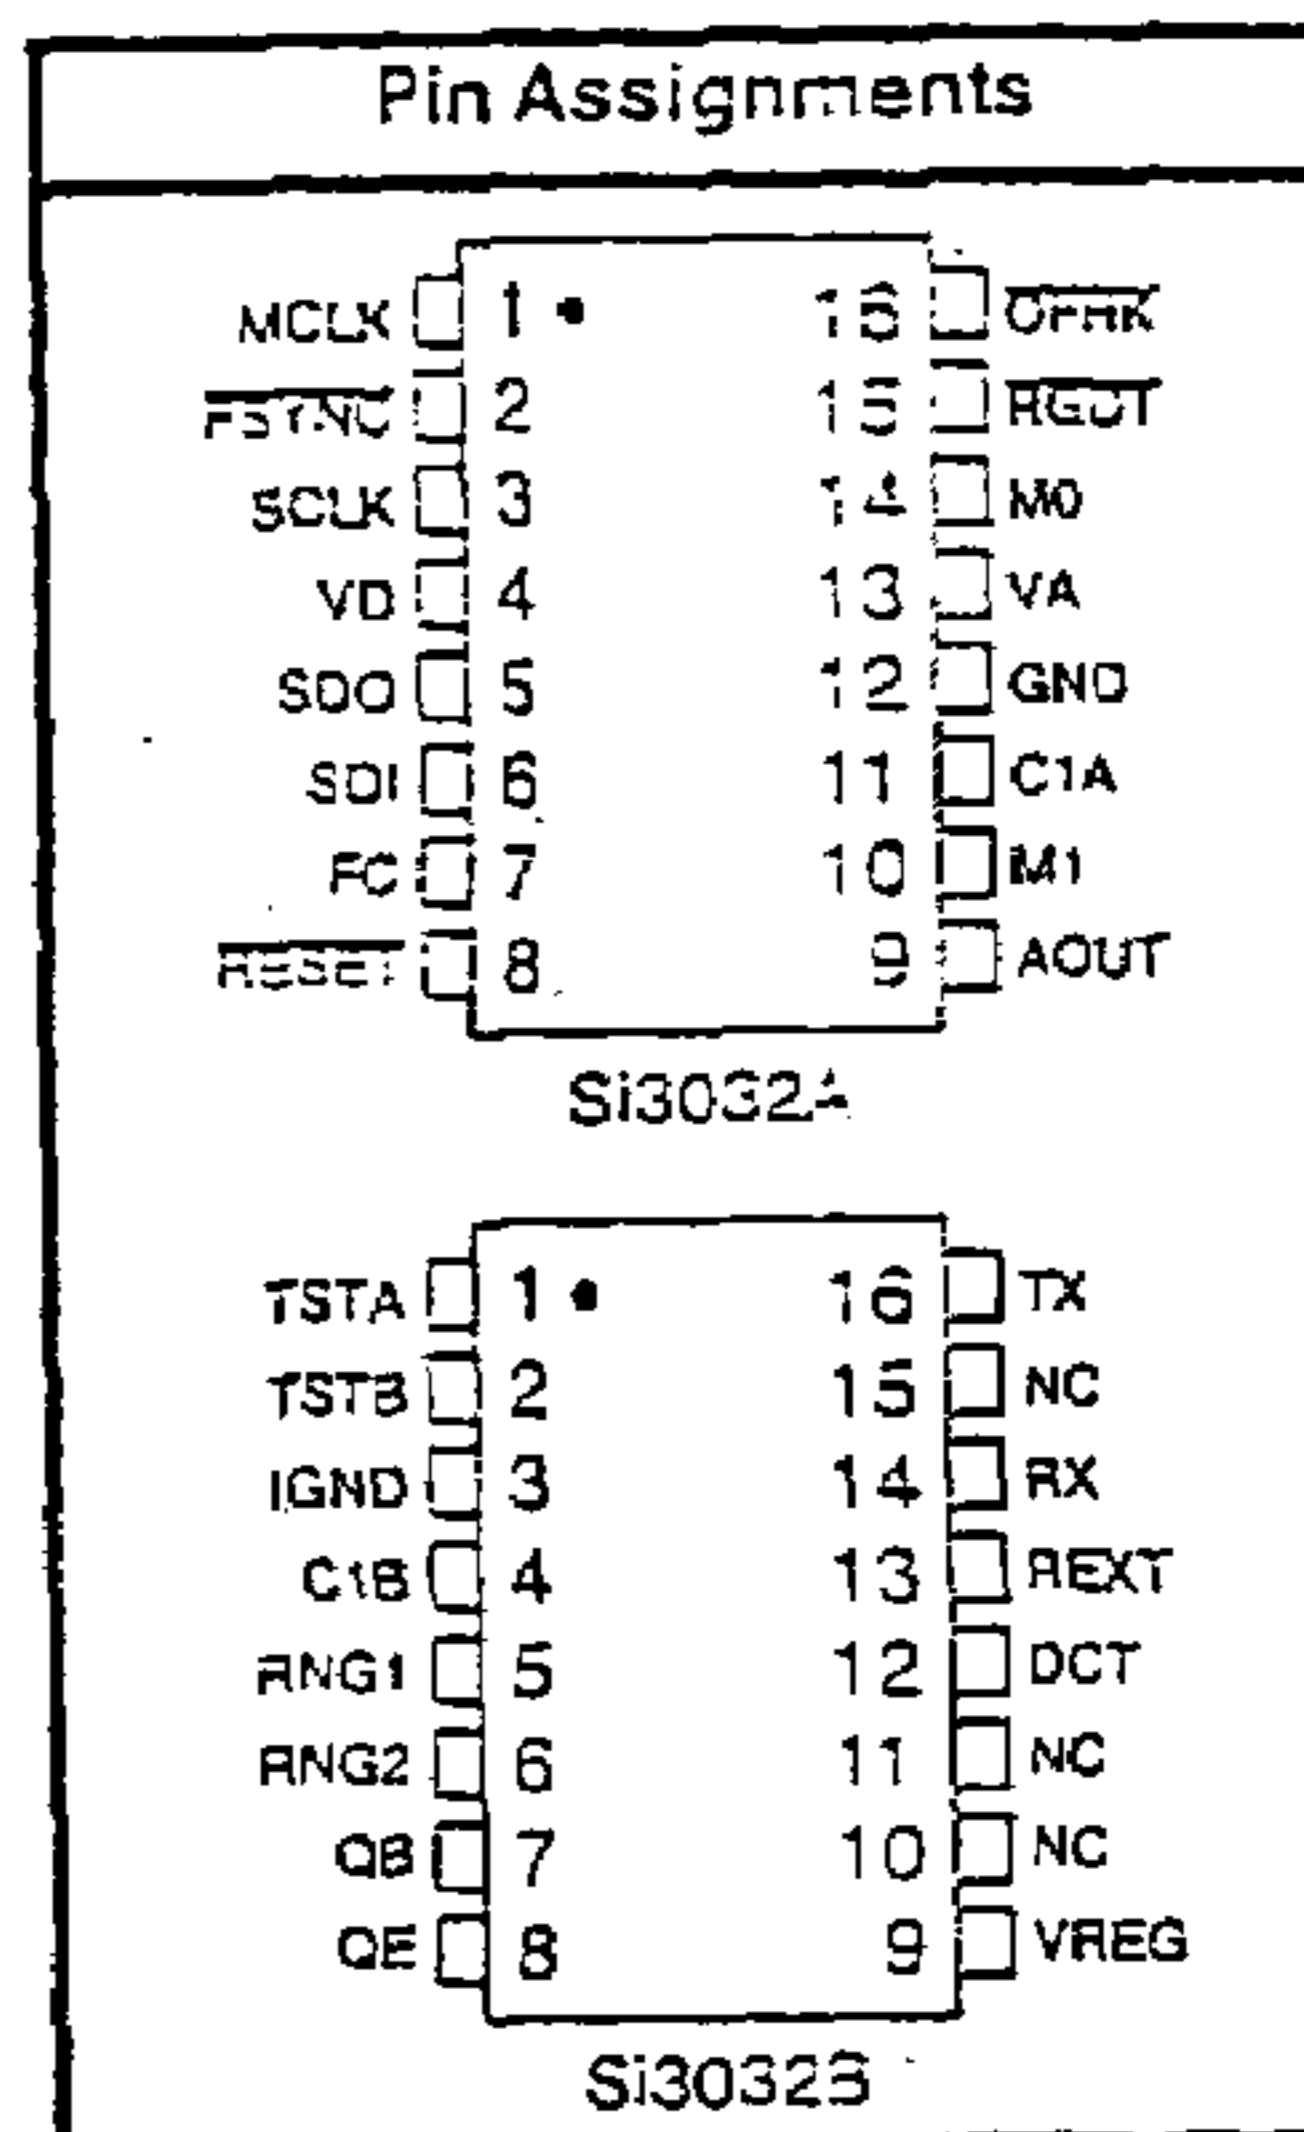 Pin Assignments
MCLK 1 16 OFHK
FSYNC 2 15 RGDT
SCLK 3 14 M0
VD 4 13 VA
SDO 5 12 GND
SDI 6 11 C1A
FC 7 10 M1
RESET 8 9 AOUT
Si3032A
TSTA 1 16 TX
TSTB 2 15 NC
IGND 3 14 RX
C1B 4 13 REXT
RNG1 5 12 DCT
RNG2 6 11 NC
QB 7 10 NC
QE 8 9 VREG
Si3032B